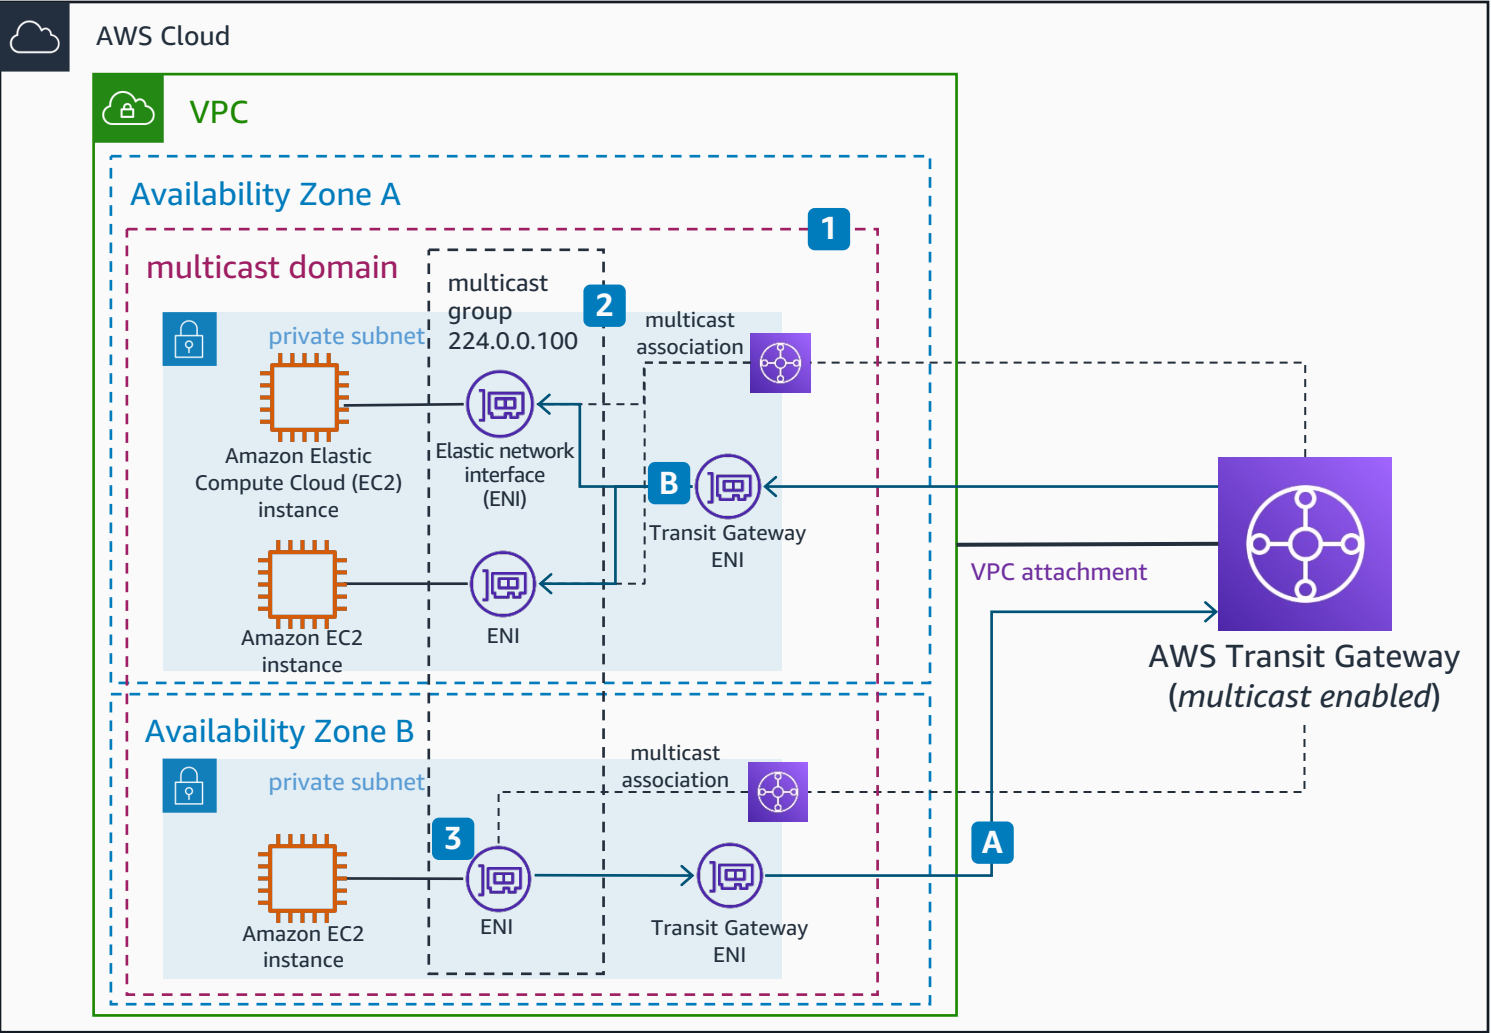 AWS Cloud
VPC
Availability Zone A
1
multicast domain
multicast
group
224.0.0.100
2
private subnet
multicast
association
Amazon Elastic
Compute Cloud (EC2)
instance
Elastic network
interface
(ENI)
B
Transit Gateway
ENI
VPC attachment
Amazon EC2
instance
ENI
AWS Transit Gateway
(multicast enabled)
Availability Zone B
private subnet
multicast
association
3
A
Amazon EC2
instance
ENI
Transit Gateway
ENI